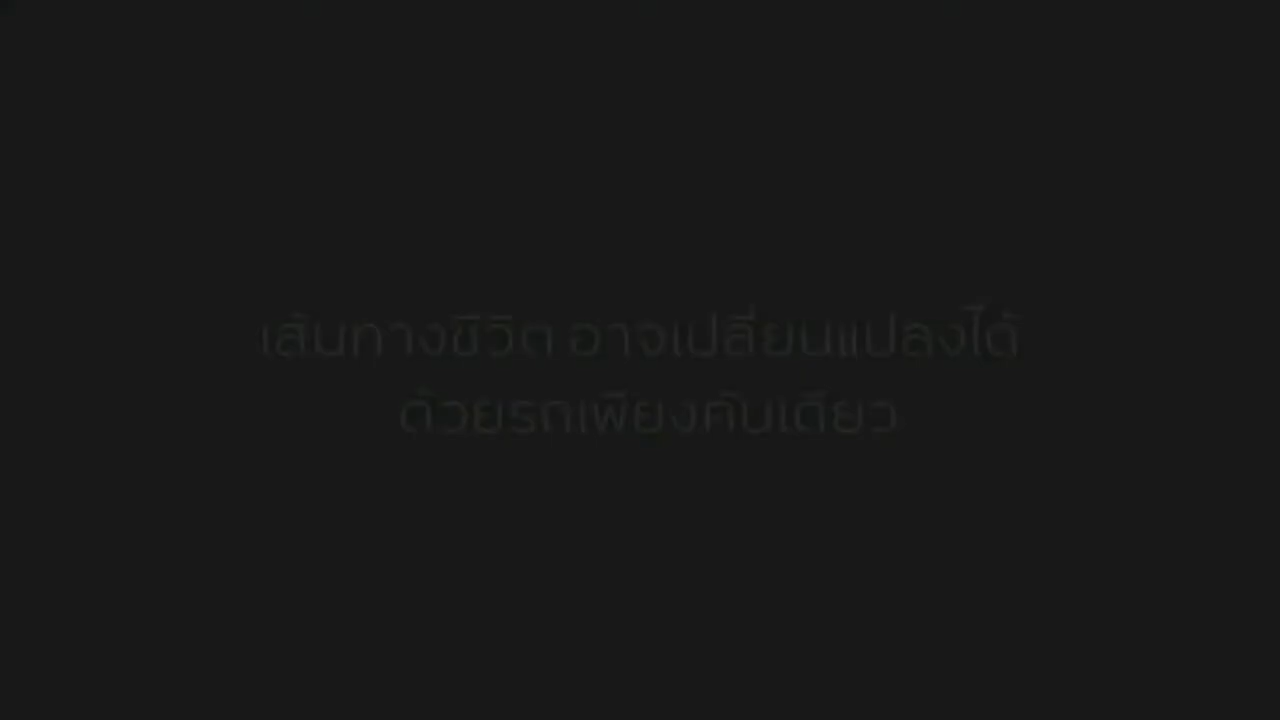 เส้นทางชีวิต อาจเปลี่ยนแปลงได้
ด้วยรถเพียงคันเดียว